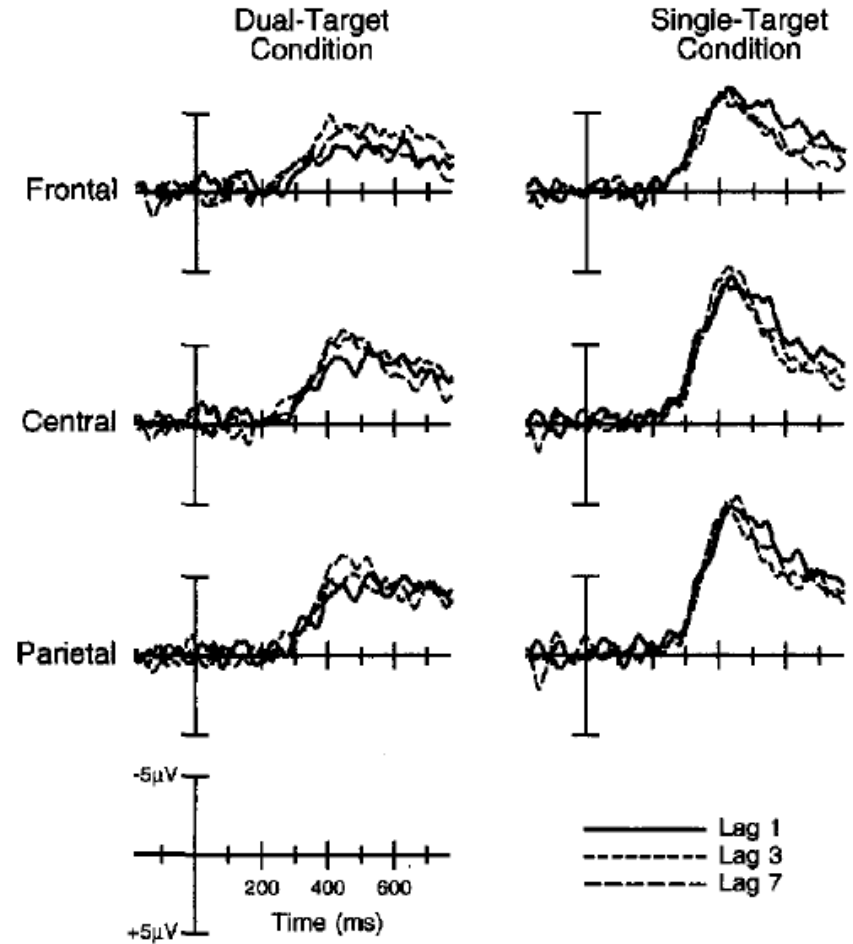 Dual-Target
Condition
Single-Target
Condition
Frontal
Central
Parietal
-5µV
200 400 600
Time (ms)
+5µV
Lag 1
Lag 3
Lag 7